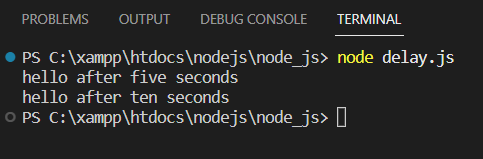 PROBLEMS OUTPUT DEBUG CONSOLE TERMINAL
PS C:\xampp\htdocs\nodejs\node_js> node delay.js
hello after five seconds
hello after ten seconds
PS C:\xampp\htdocs\nodejs\node_js>